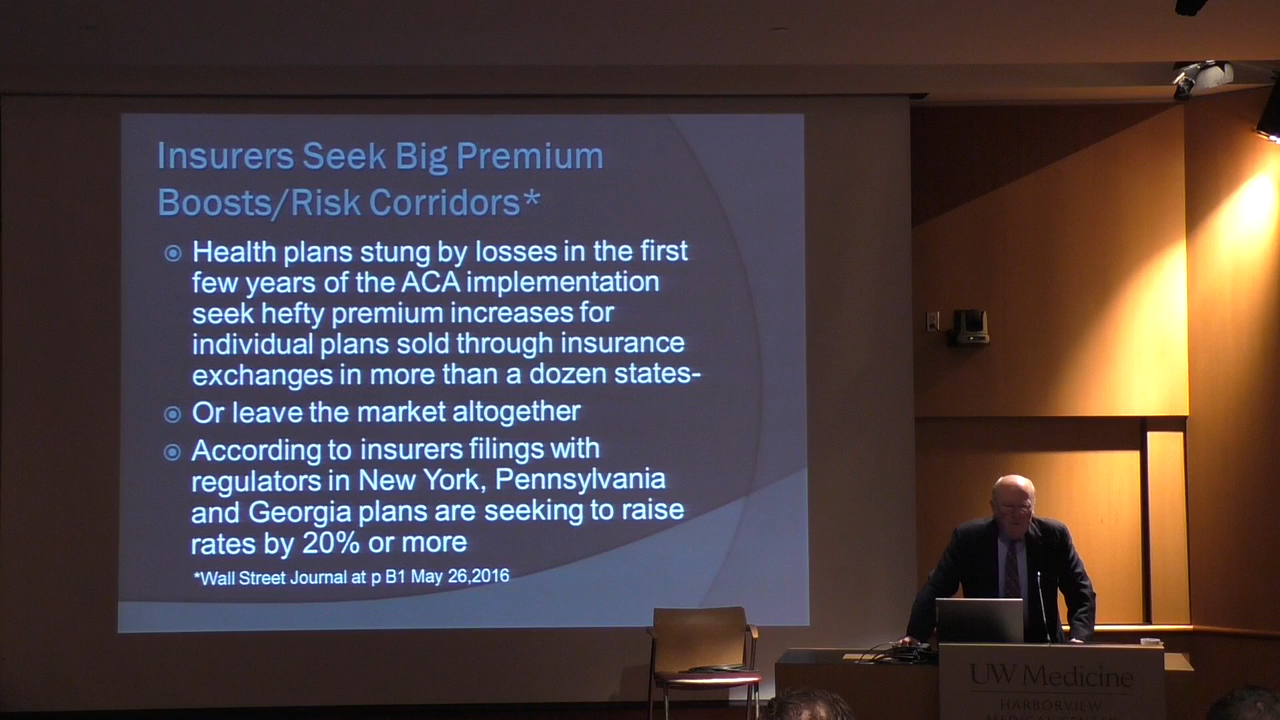 Insurers Seek Big Premium
Boosts/Risk Corridors*
Health plans stung by losses in the first
few years of the ACA implementation
seek hefty premium increases for
individual plans sold through insurance
exchanges in more than a dozen states-
Or leave the market altogether
According to insurers filings with
regulators in New York, Pennsylvania
and Georgia plans are seeking to raise
rates by 20% or more
*Wall Street Journal at p B1 May 26,2016
UW Medicine
HARBORVIEW